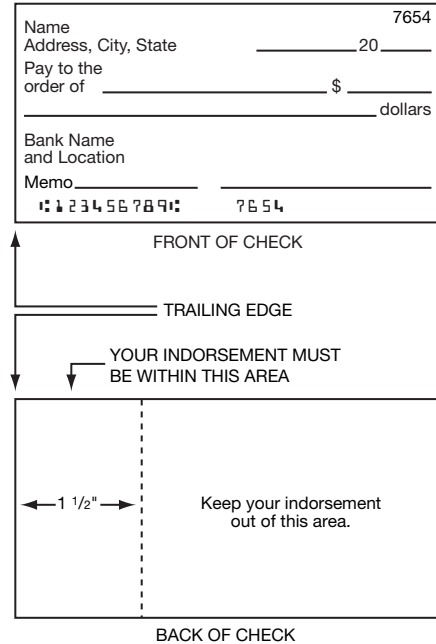 7654
Name
Address, City, State 20
Pay to the
order of $
dollars
Bank Name
and Location
Memo
⑆123456789⑆ 7654
FRONT OF CHECK
TRAILING EDGE
YOUR INDORSEMENT MUST
BE WITHIN THIS AREA
1 1/2"
Keep your indorsement
out of this area.
BACK OF CHECK